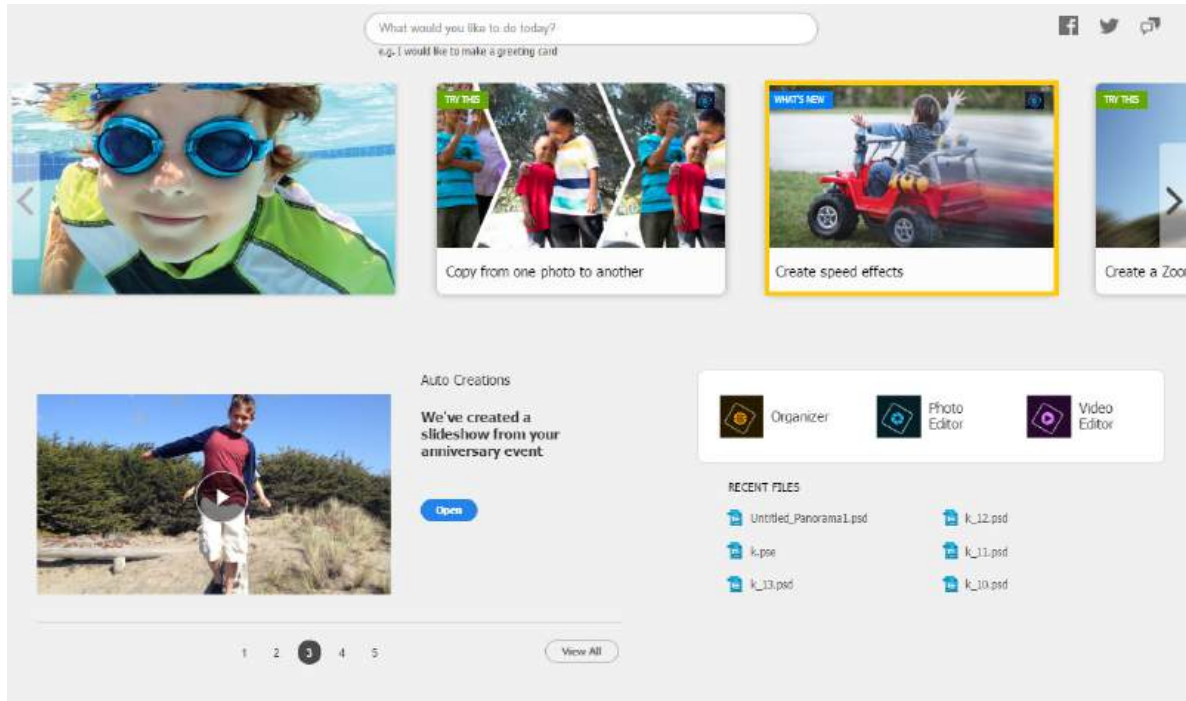 What would you like to do today?
e.g. I would like to make a greeting card
TRY THIS
WHAT'S NEW
TRY THIS
Copy from one photo to another
Create speed effects
Create a Zoo
Auto Creations
We've created a
slideshow from your
anniversary event
Open
Organizer
Photo
Editor
Video
Editor
RECENT FILES
Untitled_Panorama1.psd
k_12.psd
k.pse
k_11.psd
k_13.psd
k_10.psd
1 2 3 4 5
View All